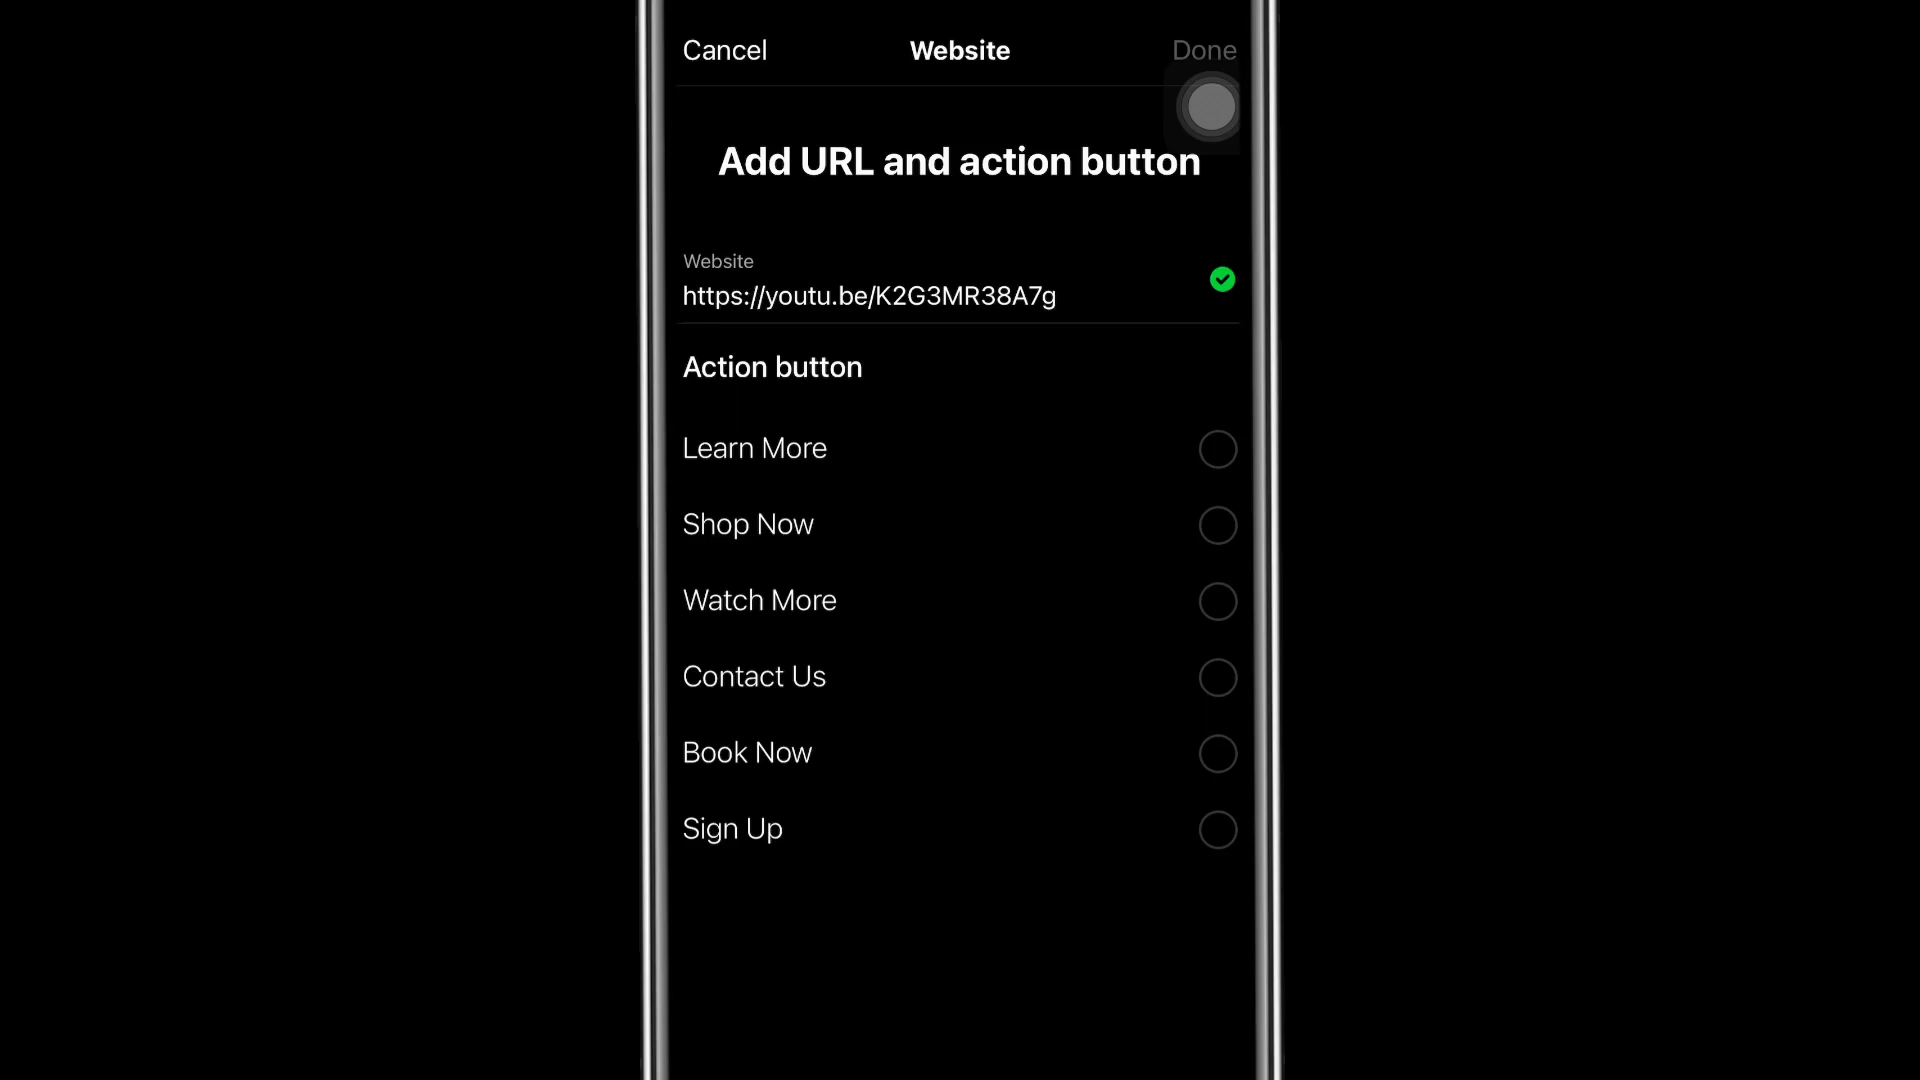 Cancel
Website
Done
Add URL and action button
Website
https://youtu.be/K2G3MR38A7g
Action button
Learn More
Shop Now
Watch More
Contact Us
Book Now
Sign Up